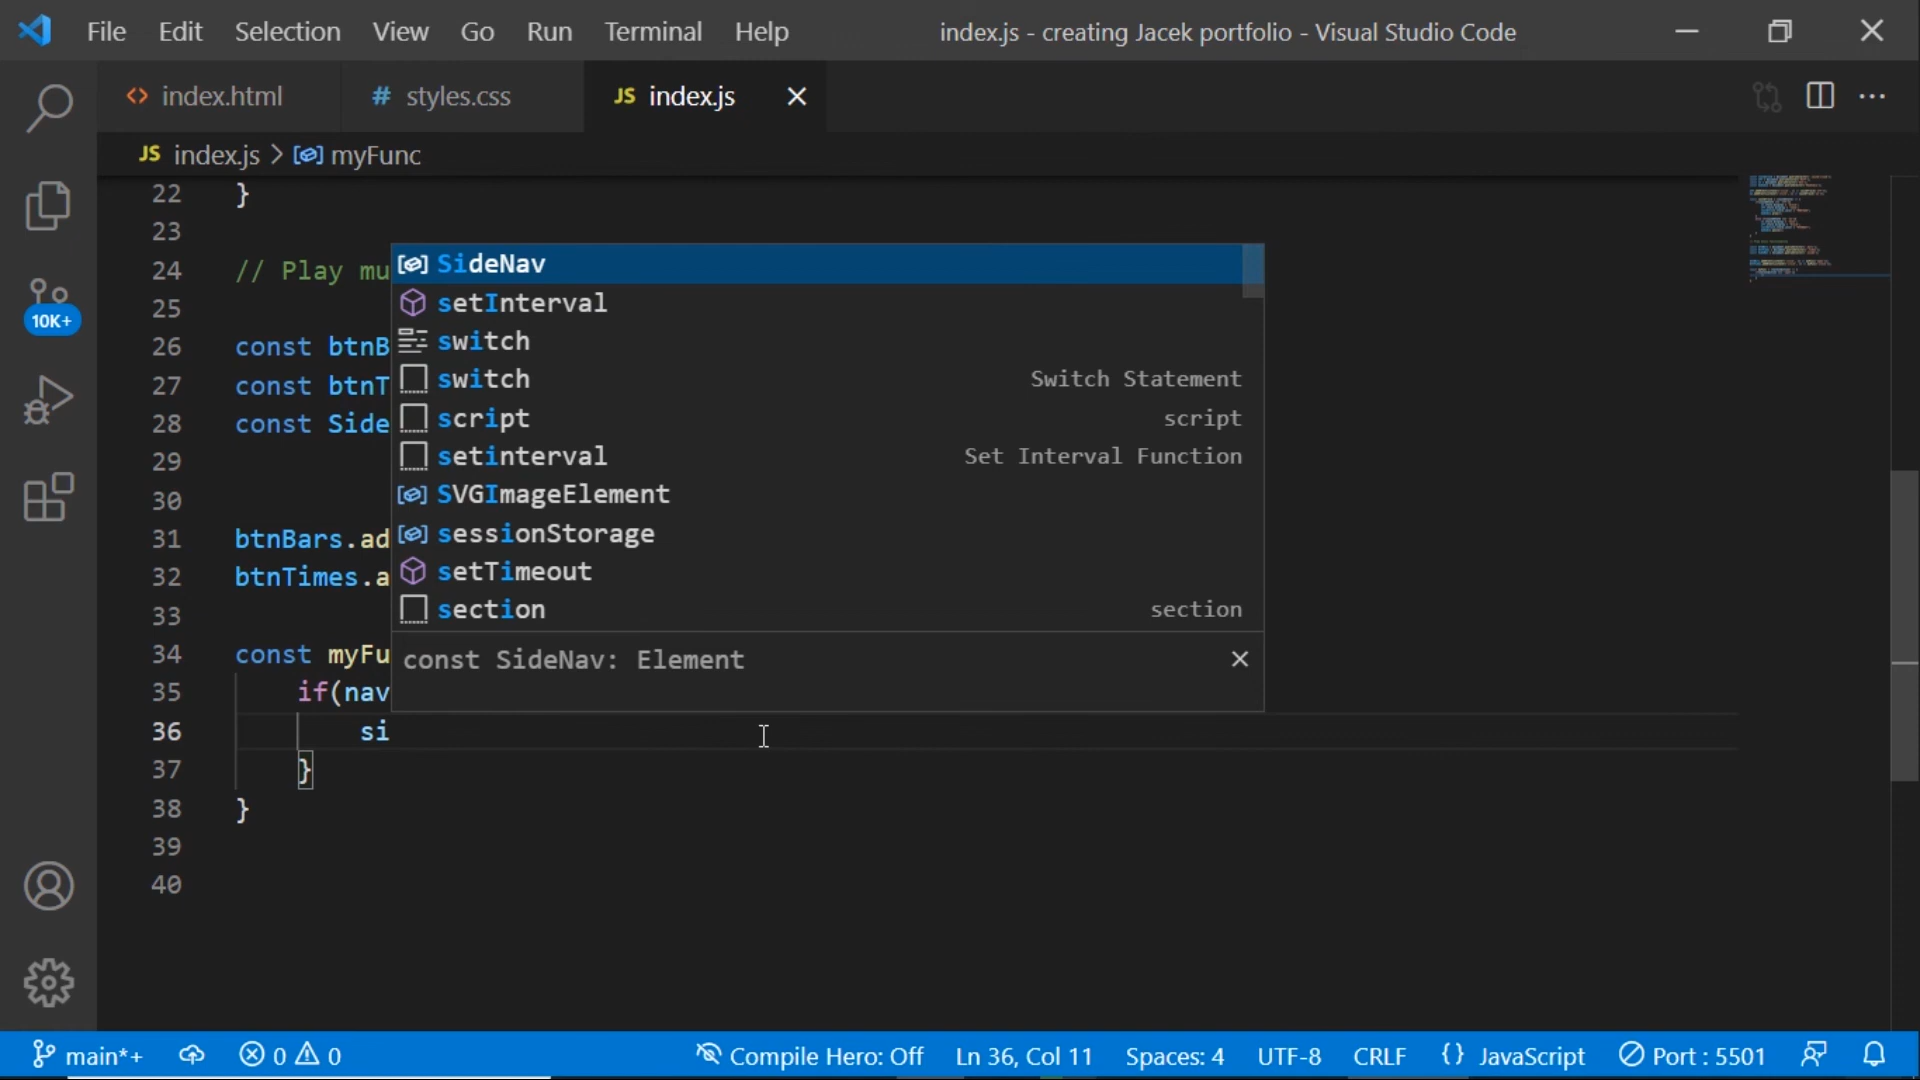 File Edit Selection View Go Run Terminal Help index.js - creating Jacek portfolio - Visual Studio Code
<> index.html # styles.css JS index.js
JS index.js > myFunc
22 }
23
24 // Play mu
25
26 const btnB
27 const btnT
28 const Side
29
30
31 btnBars.ad
32 btnTimes.a
33
34 const myFu
35 if(nav
36 si
37 }
38 }
39
40
SideNav
setInterval
switch
switch Switch Statement
script script
setinterval Set Interval Function
SVGImageElement
sessionStorage
setTimeout
section section
const SideNav: Element
10K+
main*+ 0 0 Compile Hero: Off Ln 36, Col 11 Spaces: 4 UTF-8 CRLF {} JavaScript Port : 5501